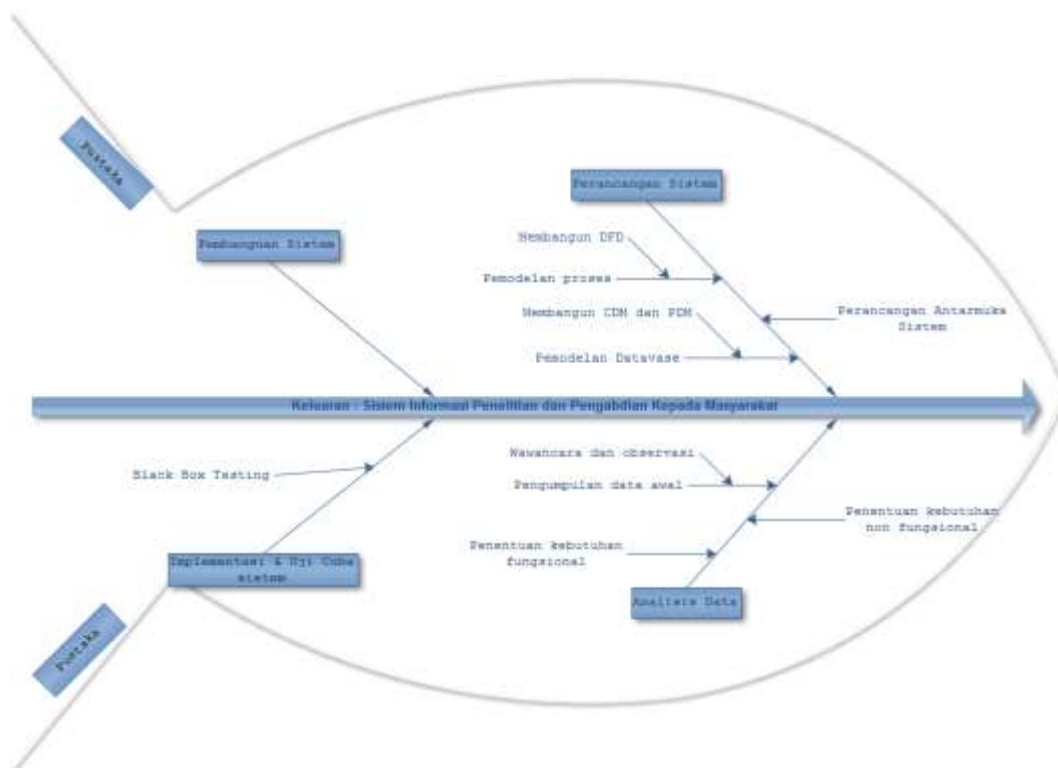 Pustaka
Perancangan Sistem
Pembanguan Sistem
Membangun DFD
Pemodelan proses
Membangun CDM dan PDM
Perancangan Antarmuka
Sistem
Pemodelan Datavase
Keluaran : Sistem Informasi Penelitian dan Pengabdian Kepada Masyarakat
Wawancara dan observasi
Black Box Testing
Pengumpulan data awal
Penentuan kebutuhan
non fungsional
Penentuan kebutuhan
fungsional
Implementasi & Uji Coba
sistem
Analisis Data
Pustaka